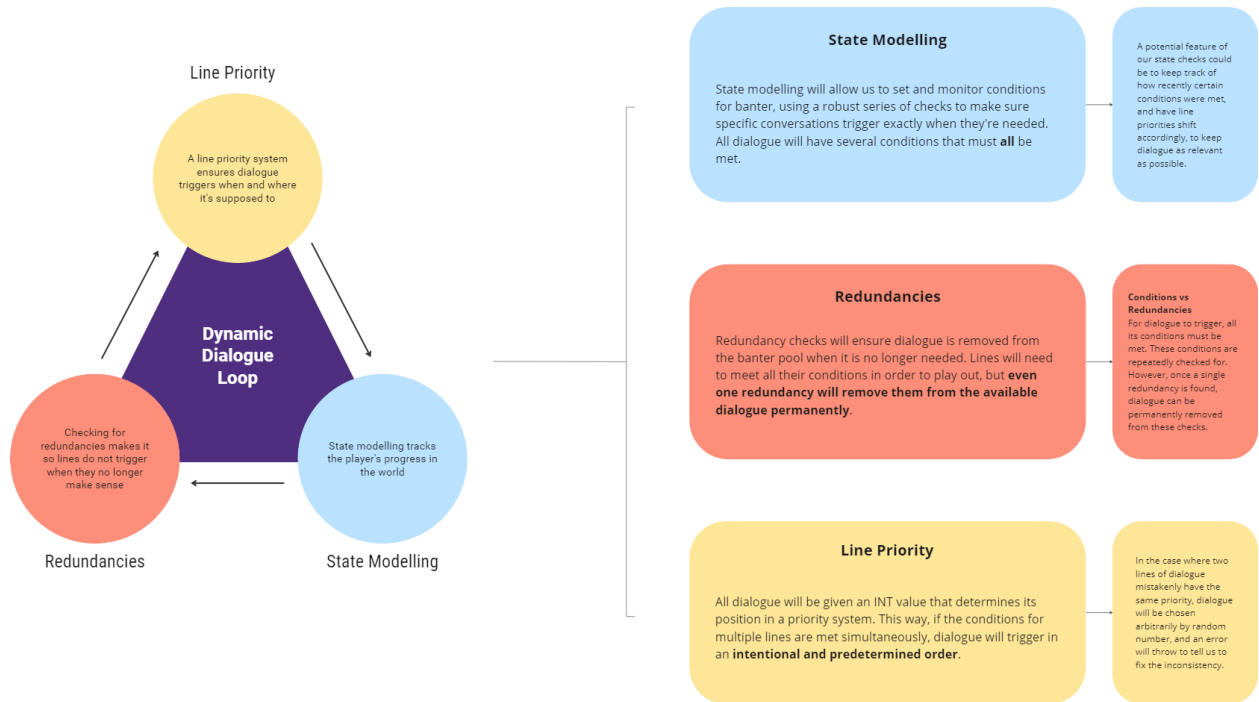 Line Priority
A line priority system
ensures dialogue
triggers when and where
it's supposed to
Dynamic
Dialogue
Loop
Checking for
redundancies makes it
so lines do not trigger
when they no longer
make sense
State modelling tracks
the player's progress in
the world
Redundancies
State Modelling
State Modelling
State modelling will allow us to set and monitor conditions
for banter, using a robust series of checks to make sure
specific conversations trigger exactly when they're needed.
All dialogue will have several conditions that must all be
met.
A potential feature of
our state checks could
be to keep track of
how recently certain
conditions were met,
and have line
priorities shift
accordingly, to keep
dialogue as relevant
as possible.
Redundancies
Redundancy checks will ensure dialogue is removed from
the banter pool when it is no longer needed. Lines will need
to meet all their conditions in order to play out, but even
one redundancy will remove them from the available
dialogue permanently.
Conditions vs
Redundancies
For dialogue to trigger, all
its conditions must be
met. These conditions are
repeatedly checked for.
However, once a single
redundancy is found,
dialogue can be
permanently removed
from these checks.
Line Priority
All dialogue will be given an INT value that determines its
position in a priority system. This way, if the conditions for
multiple lines are met simultaneously, dialogue will trigger in
an intentional and predetermined order.
In the case where two
lines of dialogue
mistakenly have the
same priority, dialogue
will be chosen
arbitrarily by random
number, and an error
will throw to tell us to
fix the inconsistency.